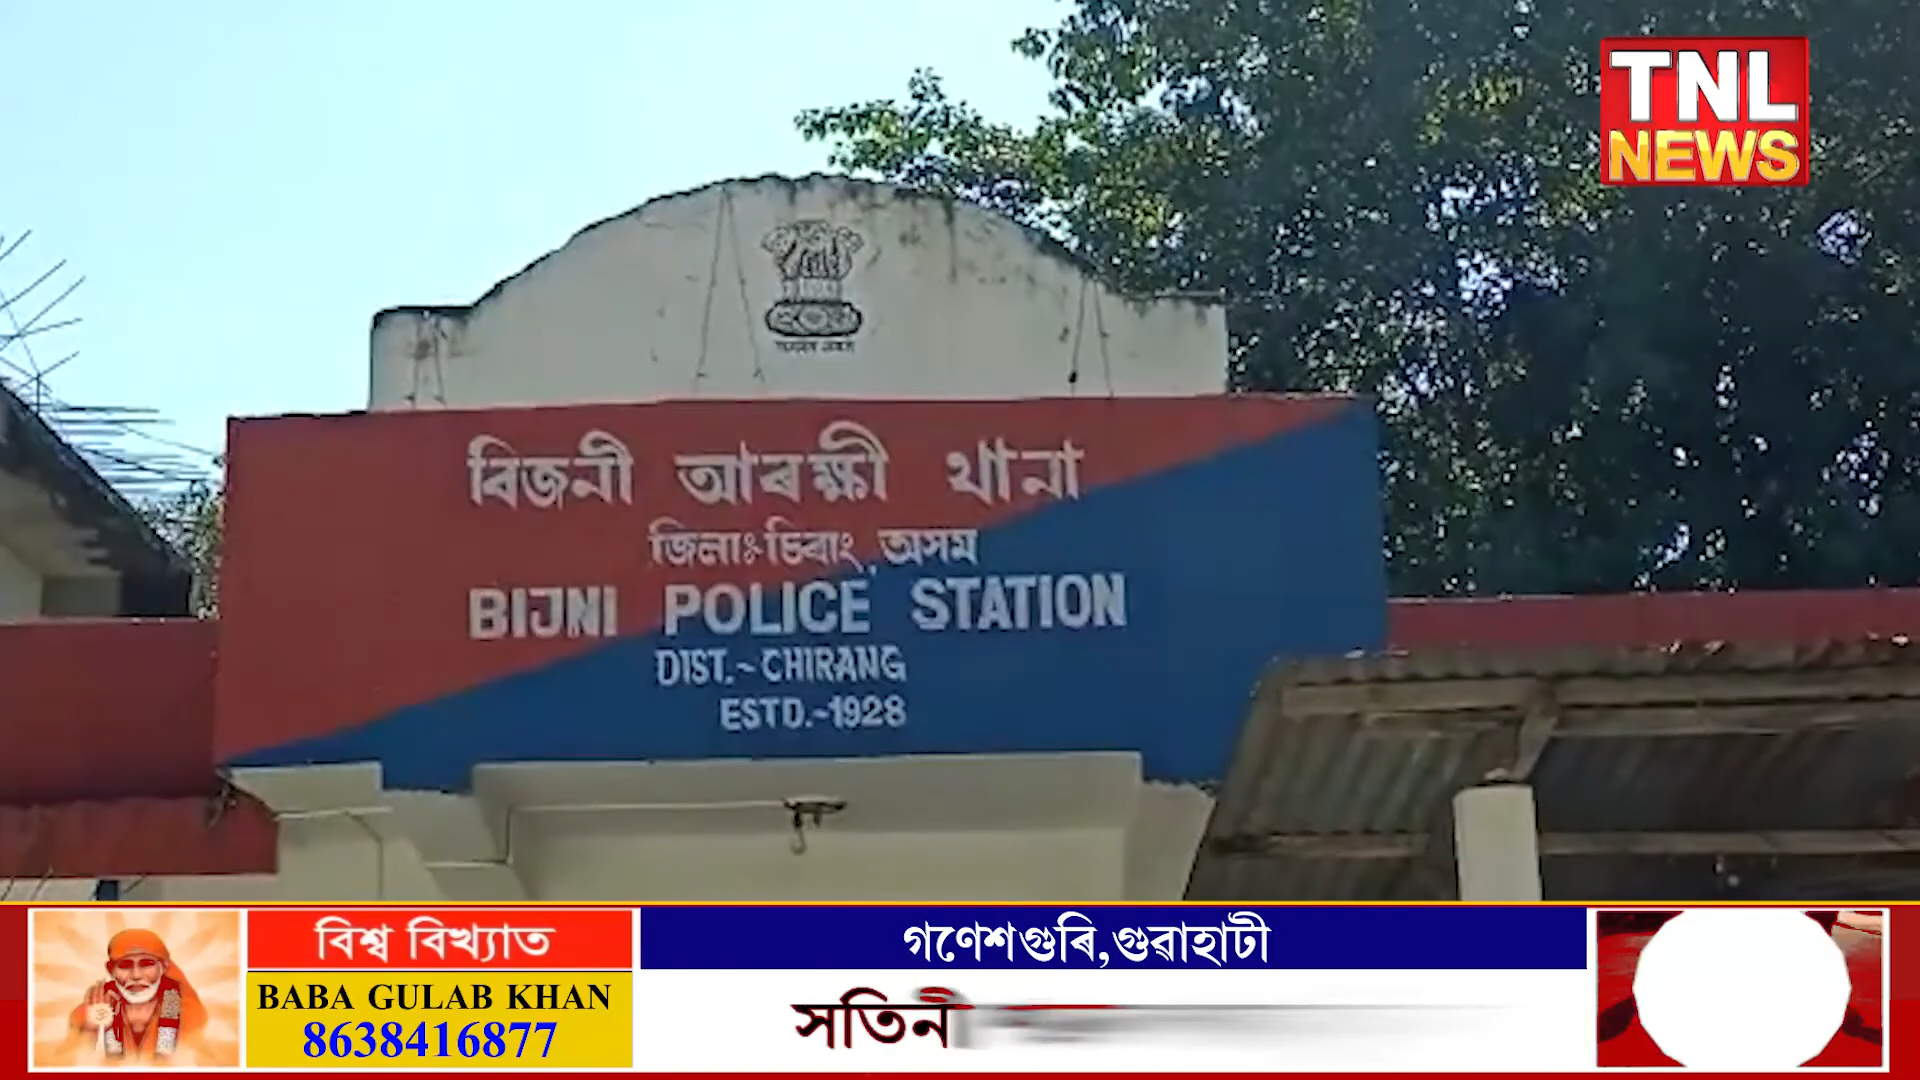 TNL
NEWS
বিজনী আৰক্ষী থানা
জিলাঃ চিৰাং, অসম
BIJNI POLICE STATION
DIST.~CHIRANG
ESTD.~1928
বিশ্ব বিখ্যাত
BABA GULAB KHAN
8638416877
গণেশগুৰি,গুৱাহাটী
সতিনী